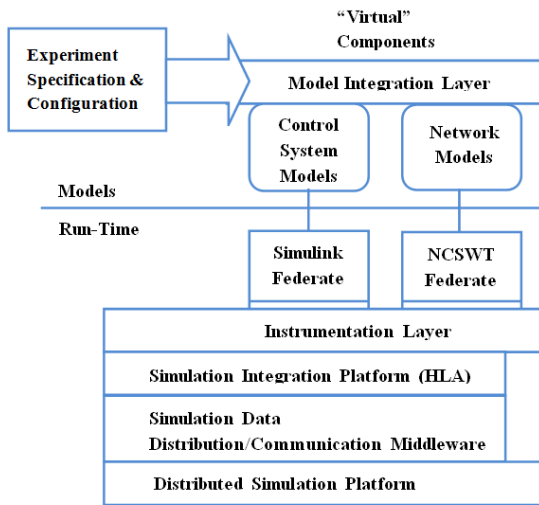 “Virtual”
Components
Experiment
Specification &
Configuration
Model Integration Layer
Control
System
Models
Network
Models
Models
Run-Time
Simulink
Federate
NCSWT
Federate
Instrumentation Layer
Simulation Integration Platform (HLA)
Simulation Data
Distribution/Communication Middleware
Distributed Simulation Platform